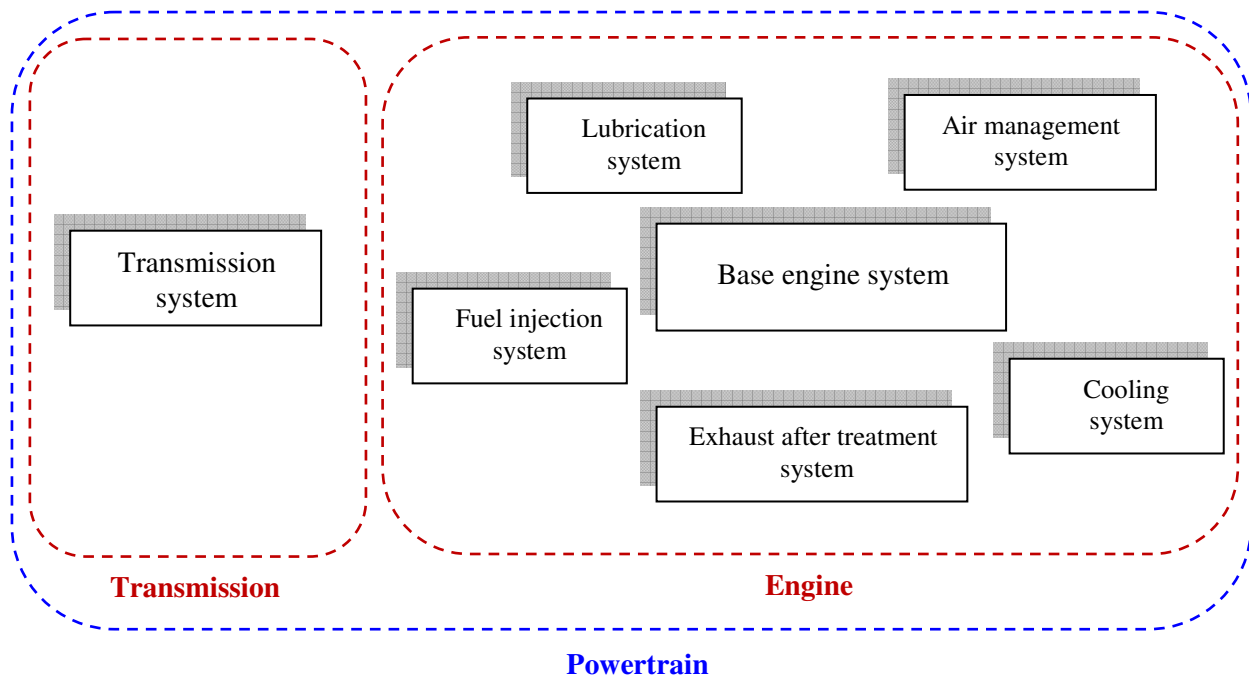 Lubrication
system
Air management
system
Transmission
system
Base engine system
Fuel injection
system
Cooling
system
Exhaust after treatment
system
Transmission
Engine
Powertrain